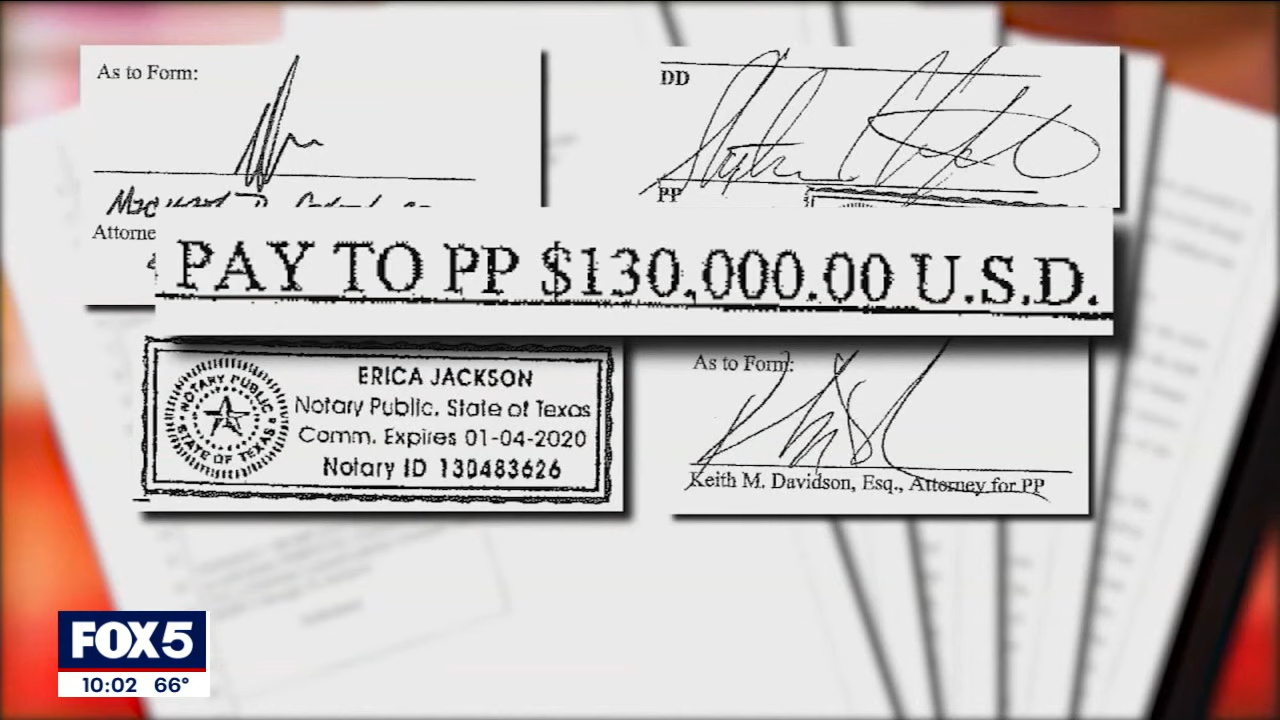 As to Form:
DD
PP
Attorne
PAY TO PP $130,000.00 U.S.D.
NOTARY PUBLIC
STATE OF TEXAS
ERICA JACKSON
Notary Public, State of Texas
Comm. Expires 01-04-2020
Notary ID 130483626
As to Form:
Keith M. Davidson, Esq., Attorney for PP
FOX5
10:02 66°